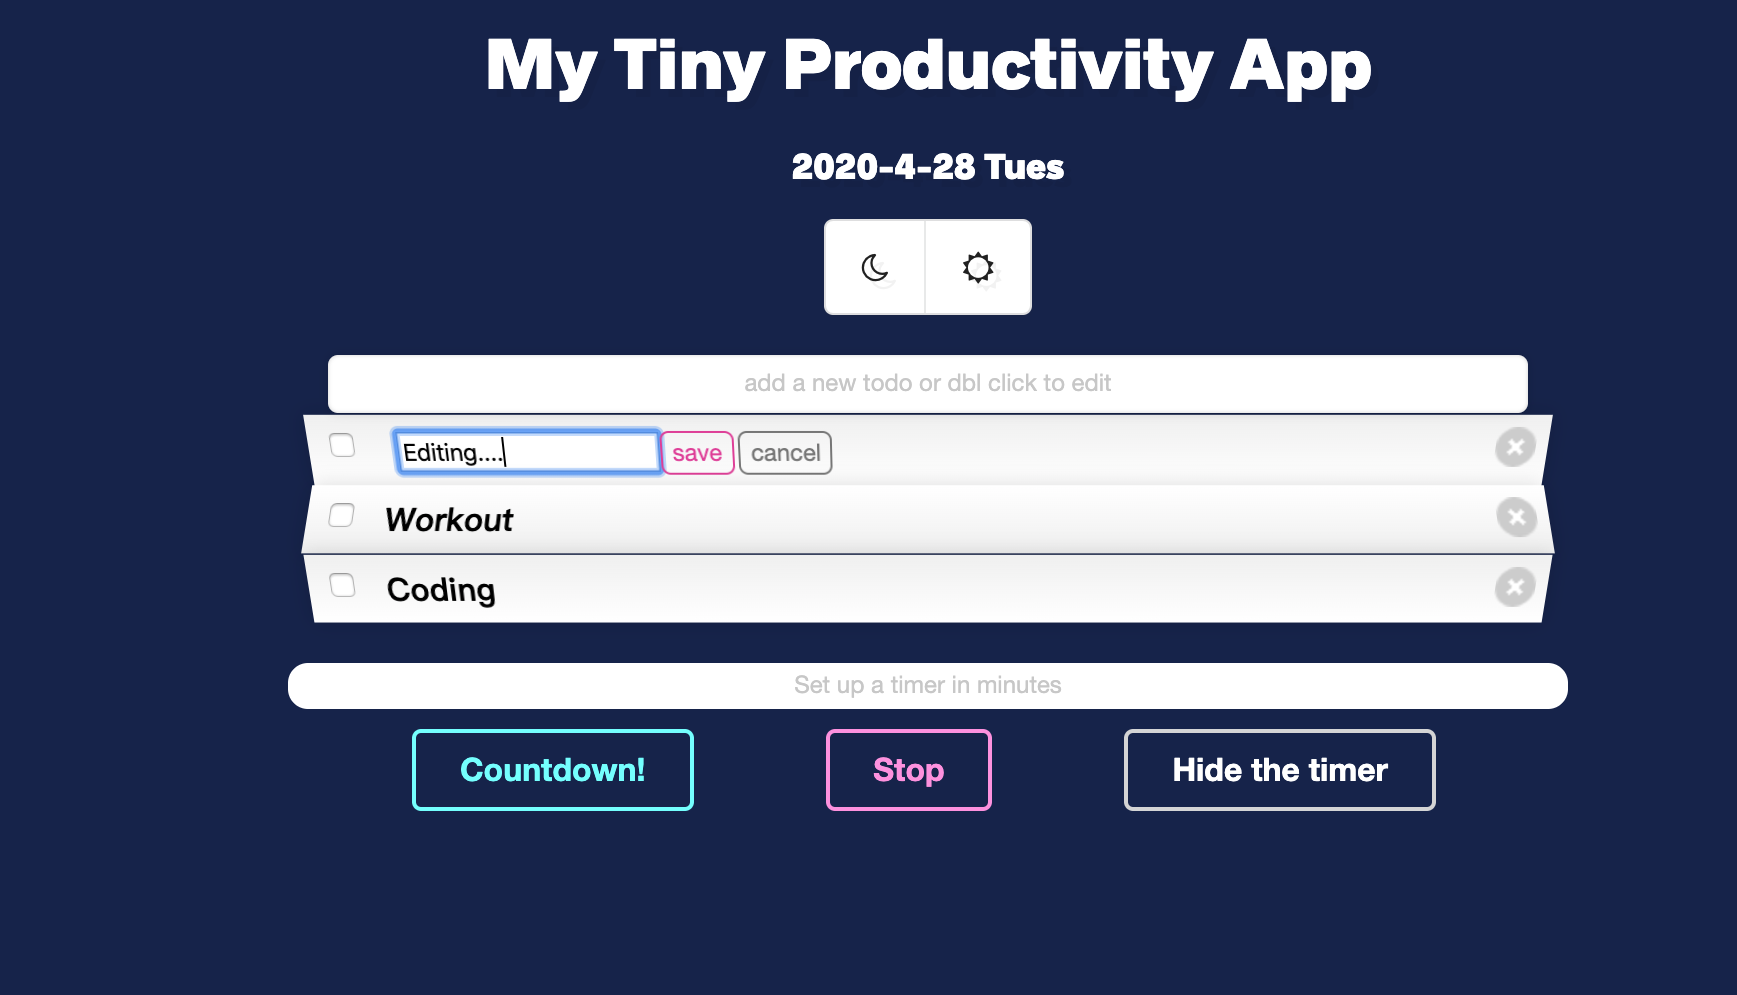 My Tiny Productivity App
2020-4-28 Tues
add a new todo or dbl click to edit
Editing.... save cancel
Workout
Coding
Set up a timer in minutes
Countdown! Stop Hide the timer